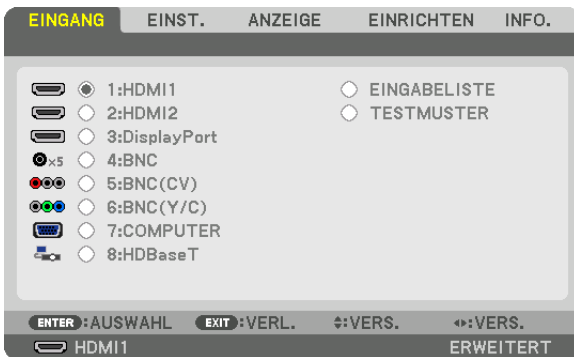 EINGANG EINST. ANZEIGE EINRICHTEN INFO.
1:HDMI1 EINGABELISTE
2:HDMI2 TESTMUSTER
3:DisplayPort
×5 4:BNC
5:BNC(CV)
6:BNC(Y/C)
7:COMPUTER
8:HDBaseT
ENTER:AUSWAHL EXIT:VERL. :VERS. :VERS.
HDMI1 ERWEITERT